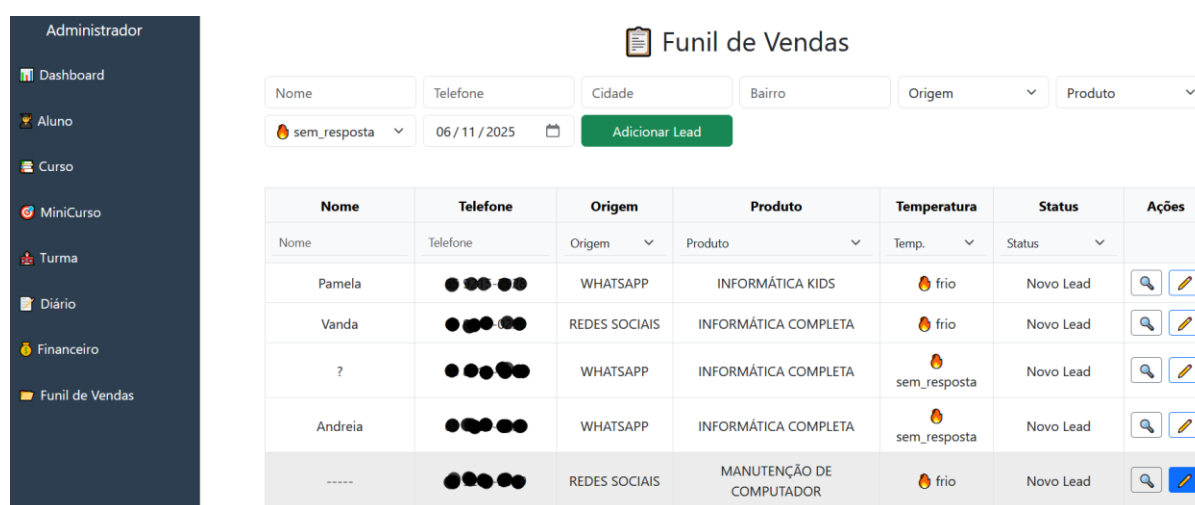 Administrador
Dashboard
Aluno
Curso
MiniCurso
Turma
Diário
Financeiro
Funil de Vendas
Funil de Vendas
Nome Telefone Cidade Bairro Origem Produto
sem_resposta 06/11/2025 Adicionar Lead
Nome Telefone Origem Produto Temperatura Status Ações
Nome Telefone Origem Produto Temp. Status
Pamela WHATSAPP INFORMÁTICA KIDS frio Novo Lead
Vanda REDES SOCIAIS INFORMÁTICA COMPLETA frio Novo Lead
? WHATSAPP INFORMÁTICA COMPLETA sem_resposta Novo Lead
Andreia WHATSAPP INFORMÁTICA COMPLETA sem_resposta Novo Lead
----- REDES SOCIAIS MANUTENÇÃO DE COMPUTADOR frio Novo Lead